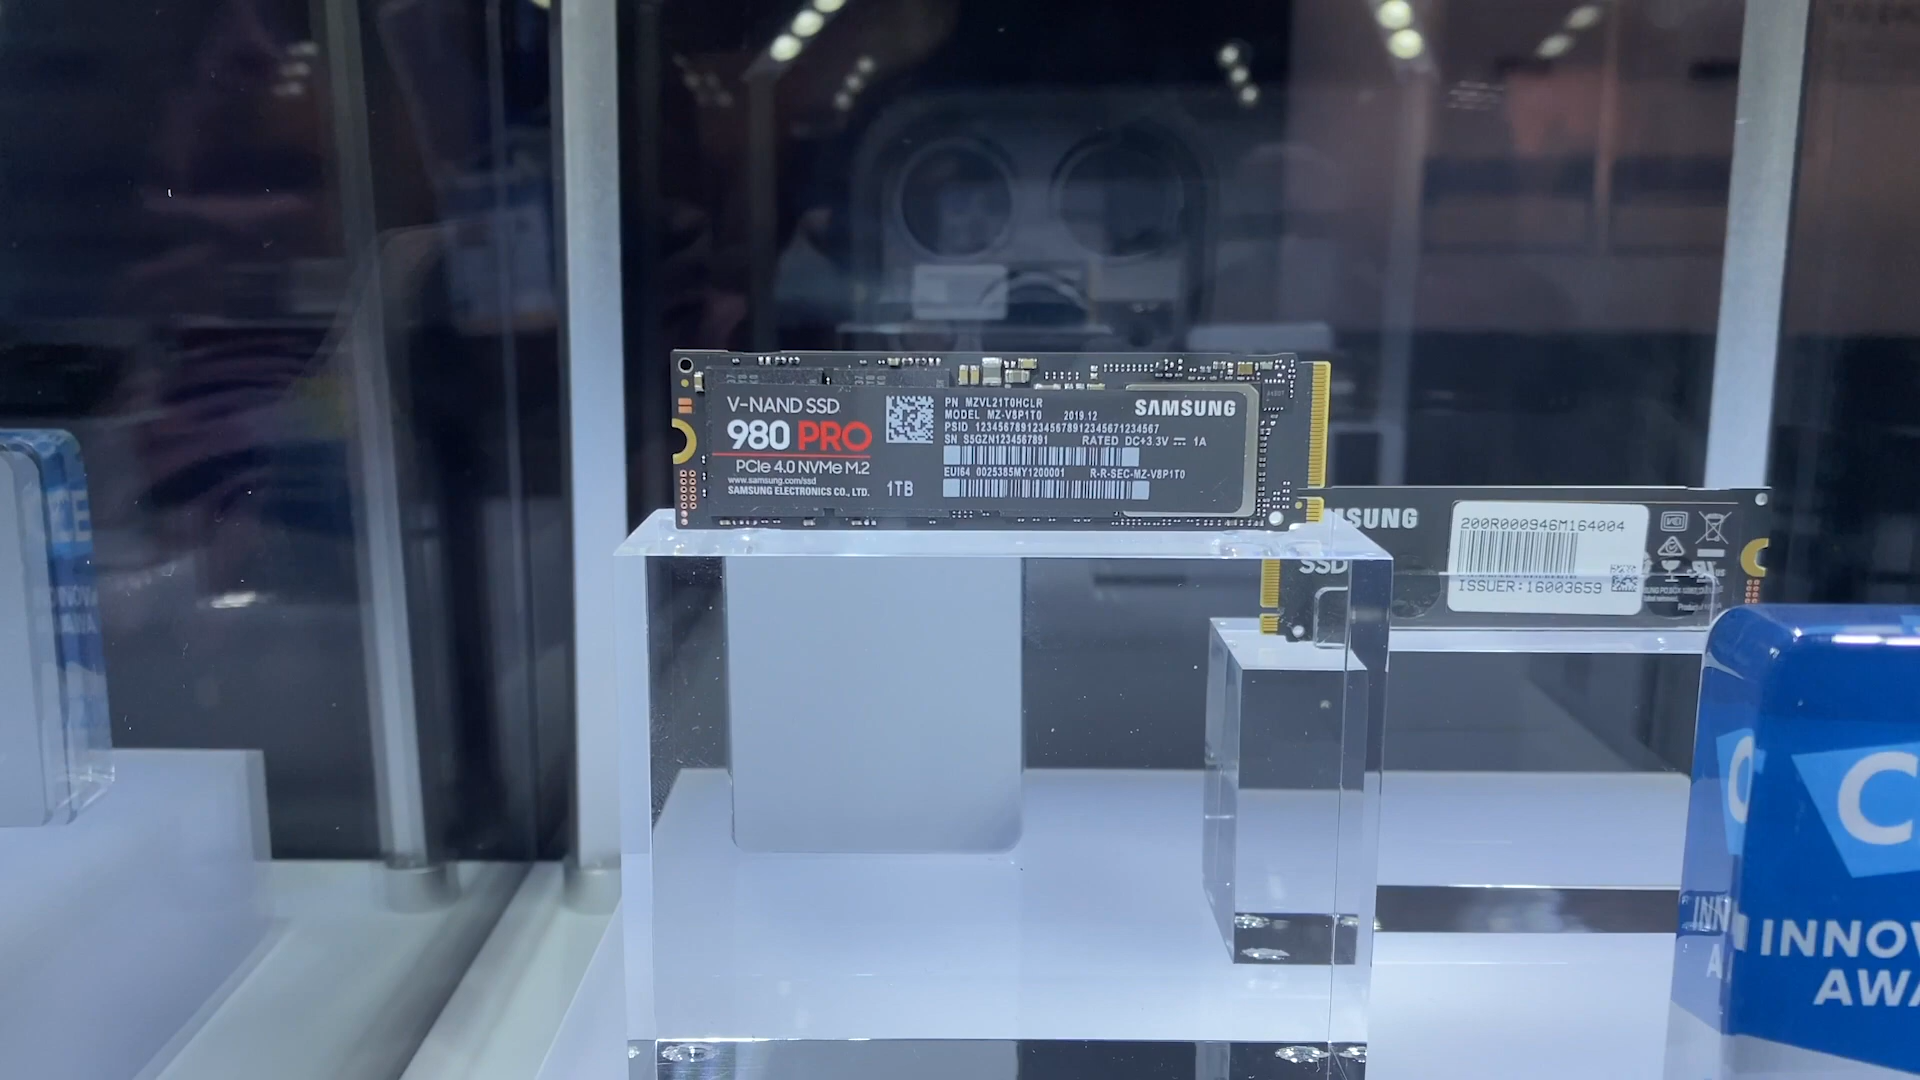 V-NAND SSD
980 PRO
PCIe 4.0 NVMe M.2
www.samsung.com/ssd
SAMSUNG ELECTRONICS CO., LTD.
1TB
PN MZVL21T0HCLR
MODEL MZ-V8P1T0 2019.12
PSID 12345678912345678912345671234567
SN S5GZN1234567891 RATED DC+3.3V ⎓ 1A
EUI64 0025385MY1200001 R-R-SEC-MZ-V8P1T0
SAMSUNG
SUNG
SSD
200R000946M164004
ISSUER:16003659
C
INNOV
AWA
INN
A